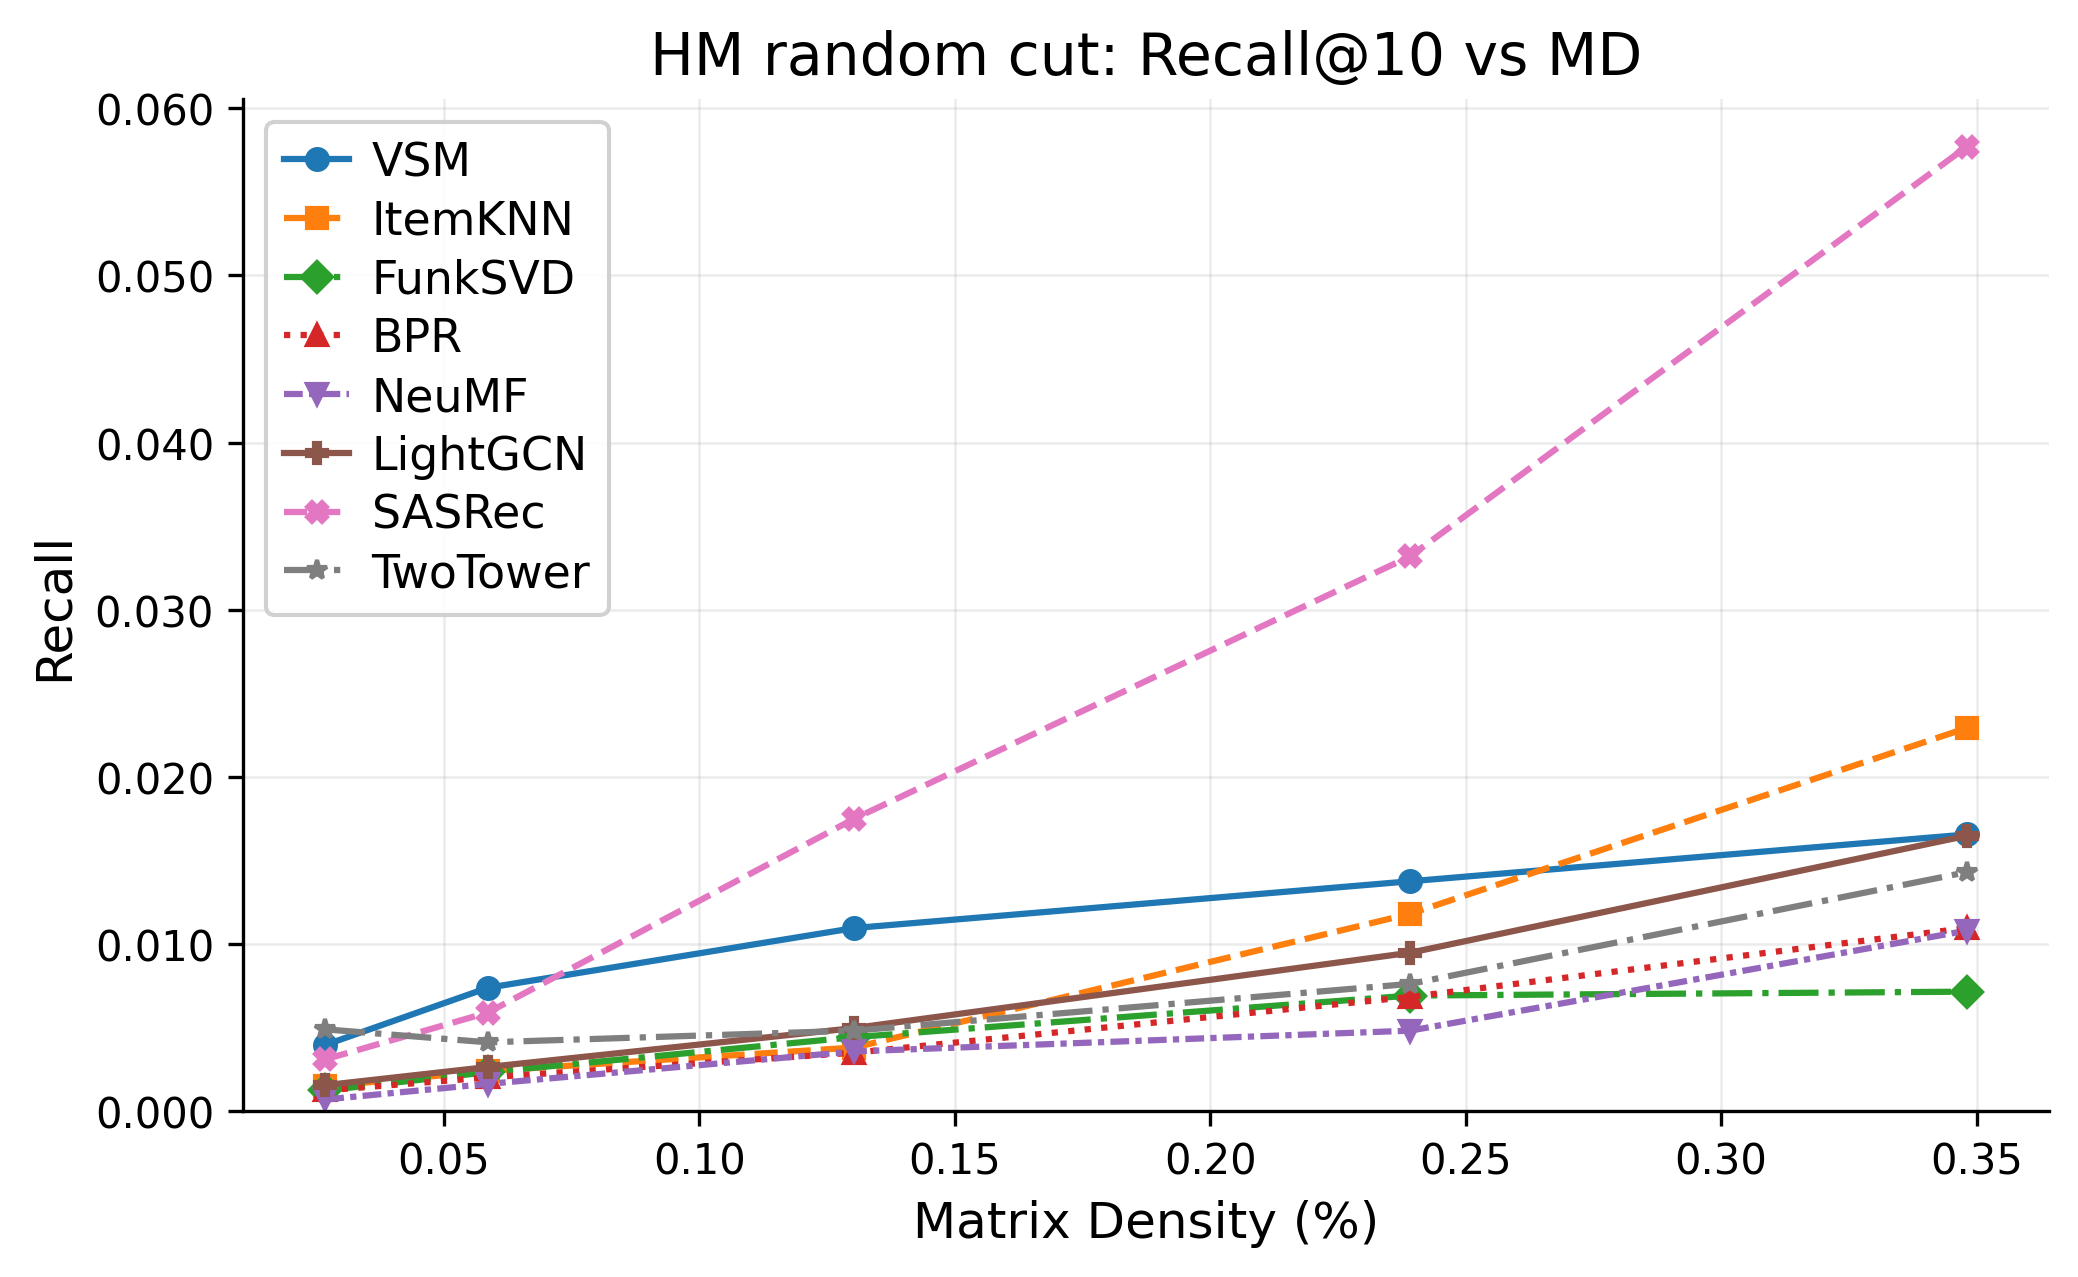 HM random cut: Recall@10 vs MD
0.060
0.050
0.040
0.030
0.020
0.010
0.000
Recall
VSM
ItemKNN
FunkSVD
BPR
NeuMF
LightGCN
SASRec
TwoTower
0.05 0.10 0.15 0.20 0.25 0.30 0.35
Matrix Density (%)